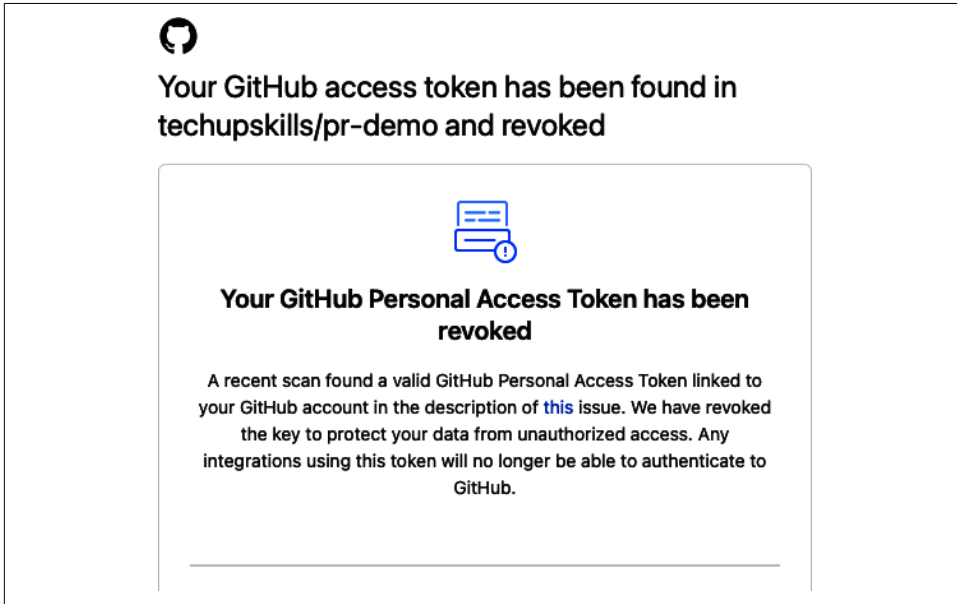 Your GitHub access token has been found in
techupskills/pr-demo and revoked
Your GitHub Personal Access Token has been
revoked
A recent scan found a valid GitHub Personal Access Token linked to
your GitHub account in the description of this issue. We have revoked
the key to protect your data from unauthorized access. Any
integrations using this token will no longer be able to authenticate to
GitHub.